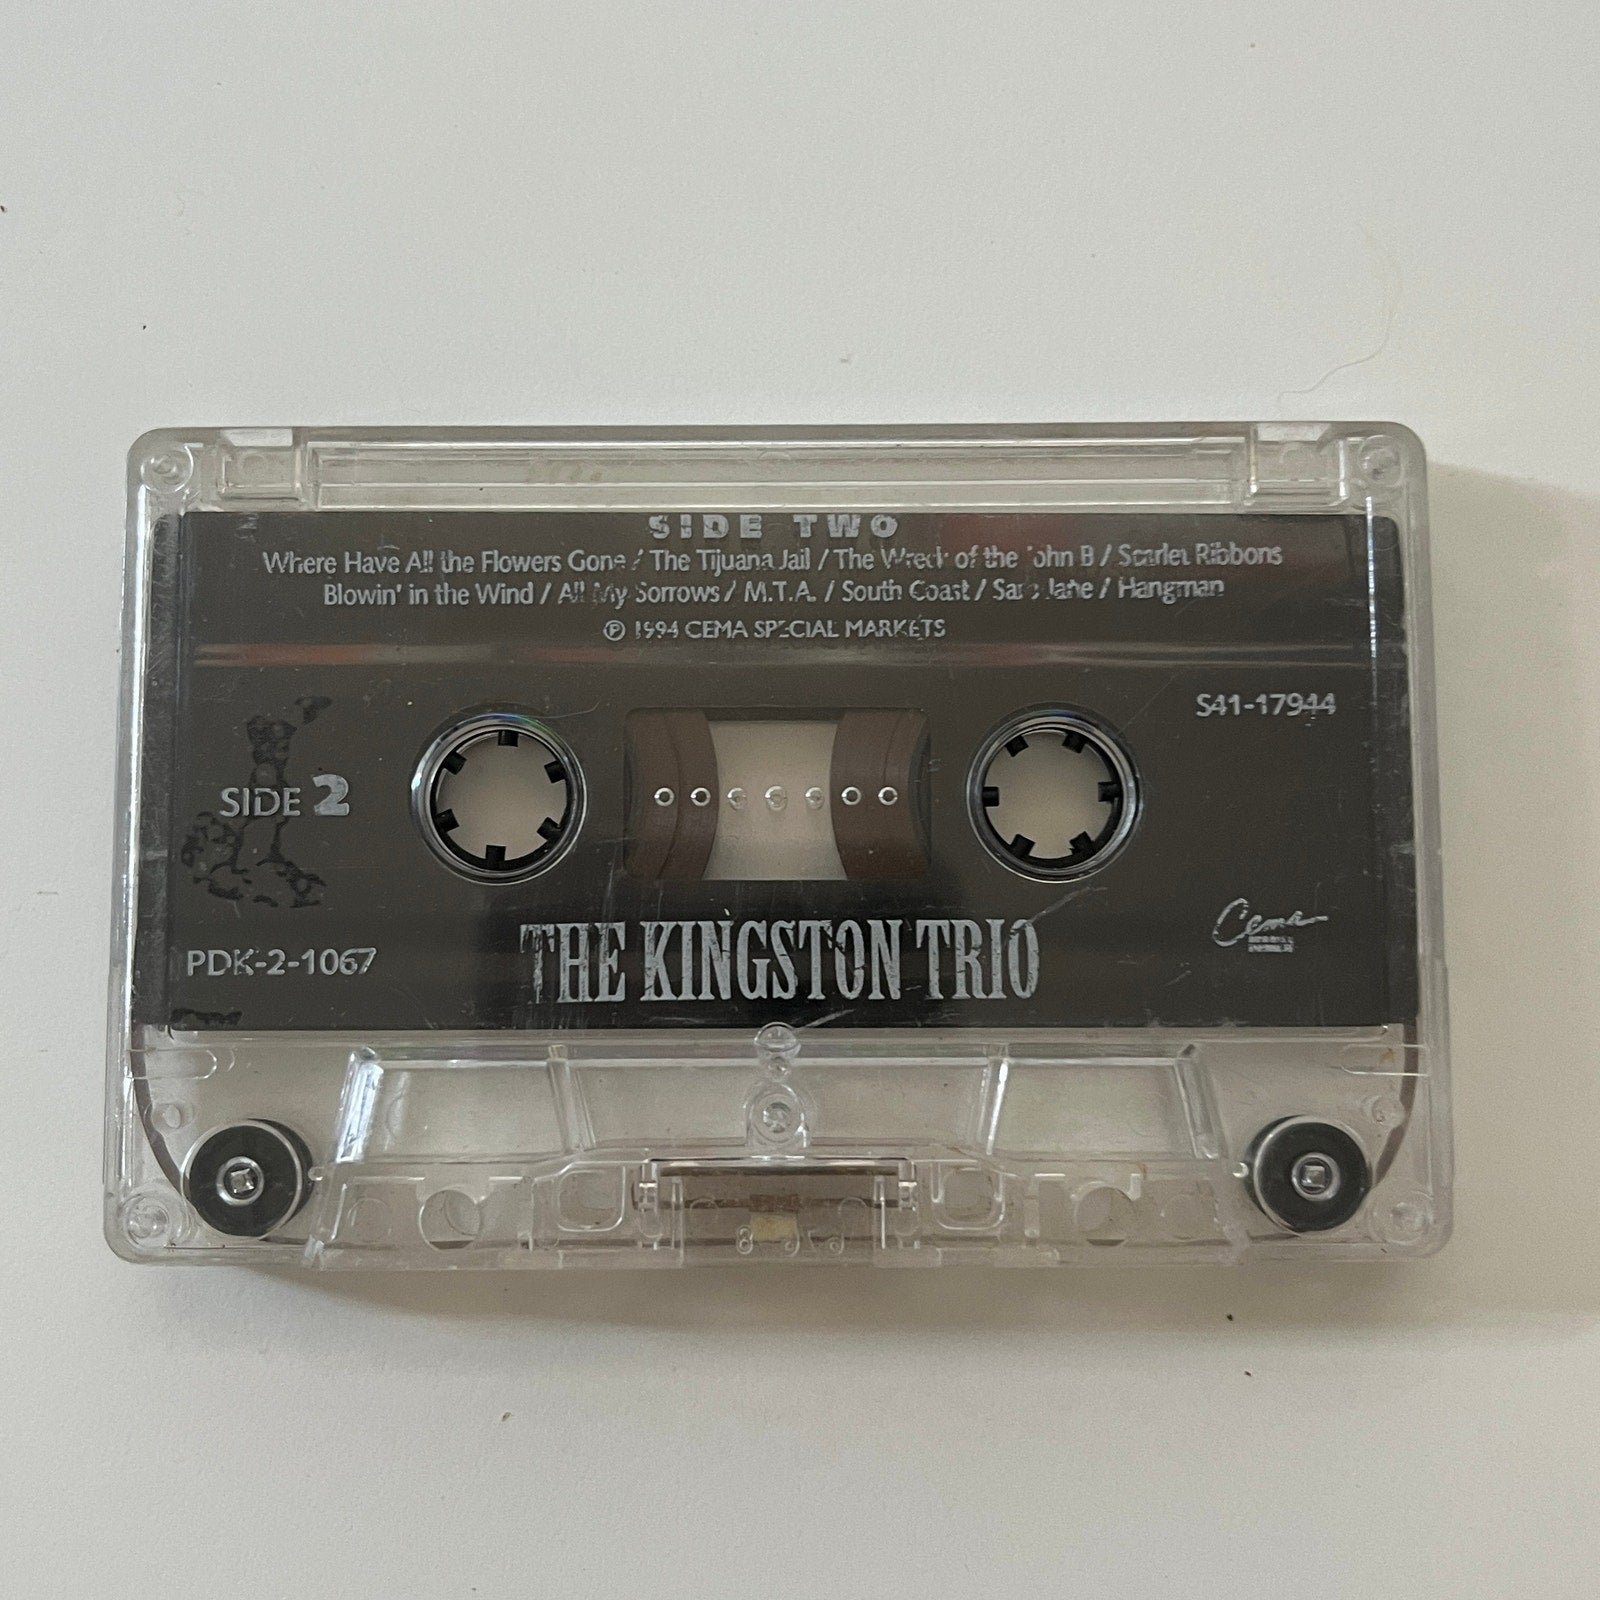 SIDE TWO
Where Have All the Flowers Gone / The Tijuana Jail / The Wreck of the John B / Scarlet Ribbons
Blowin' in the Wind / All My Sorrows / M.T.A. / South Coast / Sara Jane / Hangman
℗ 1994 CEMA SPECIAL MARKETS
S41-17944
SIDE 2
Cema
PDK-2-1067
THE KINGSTON TRIO